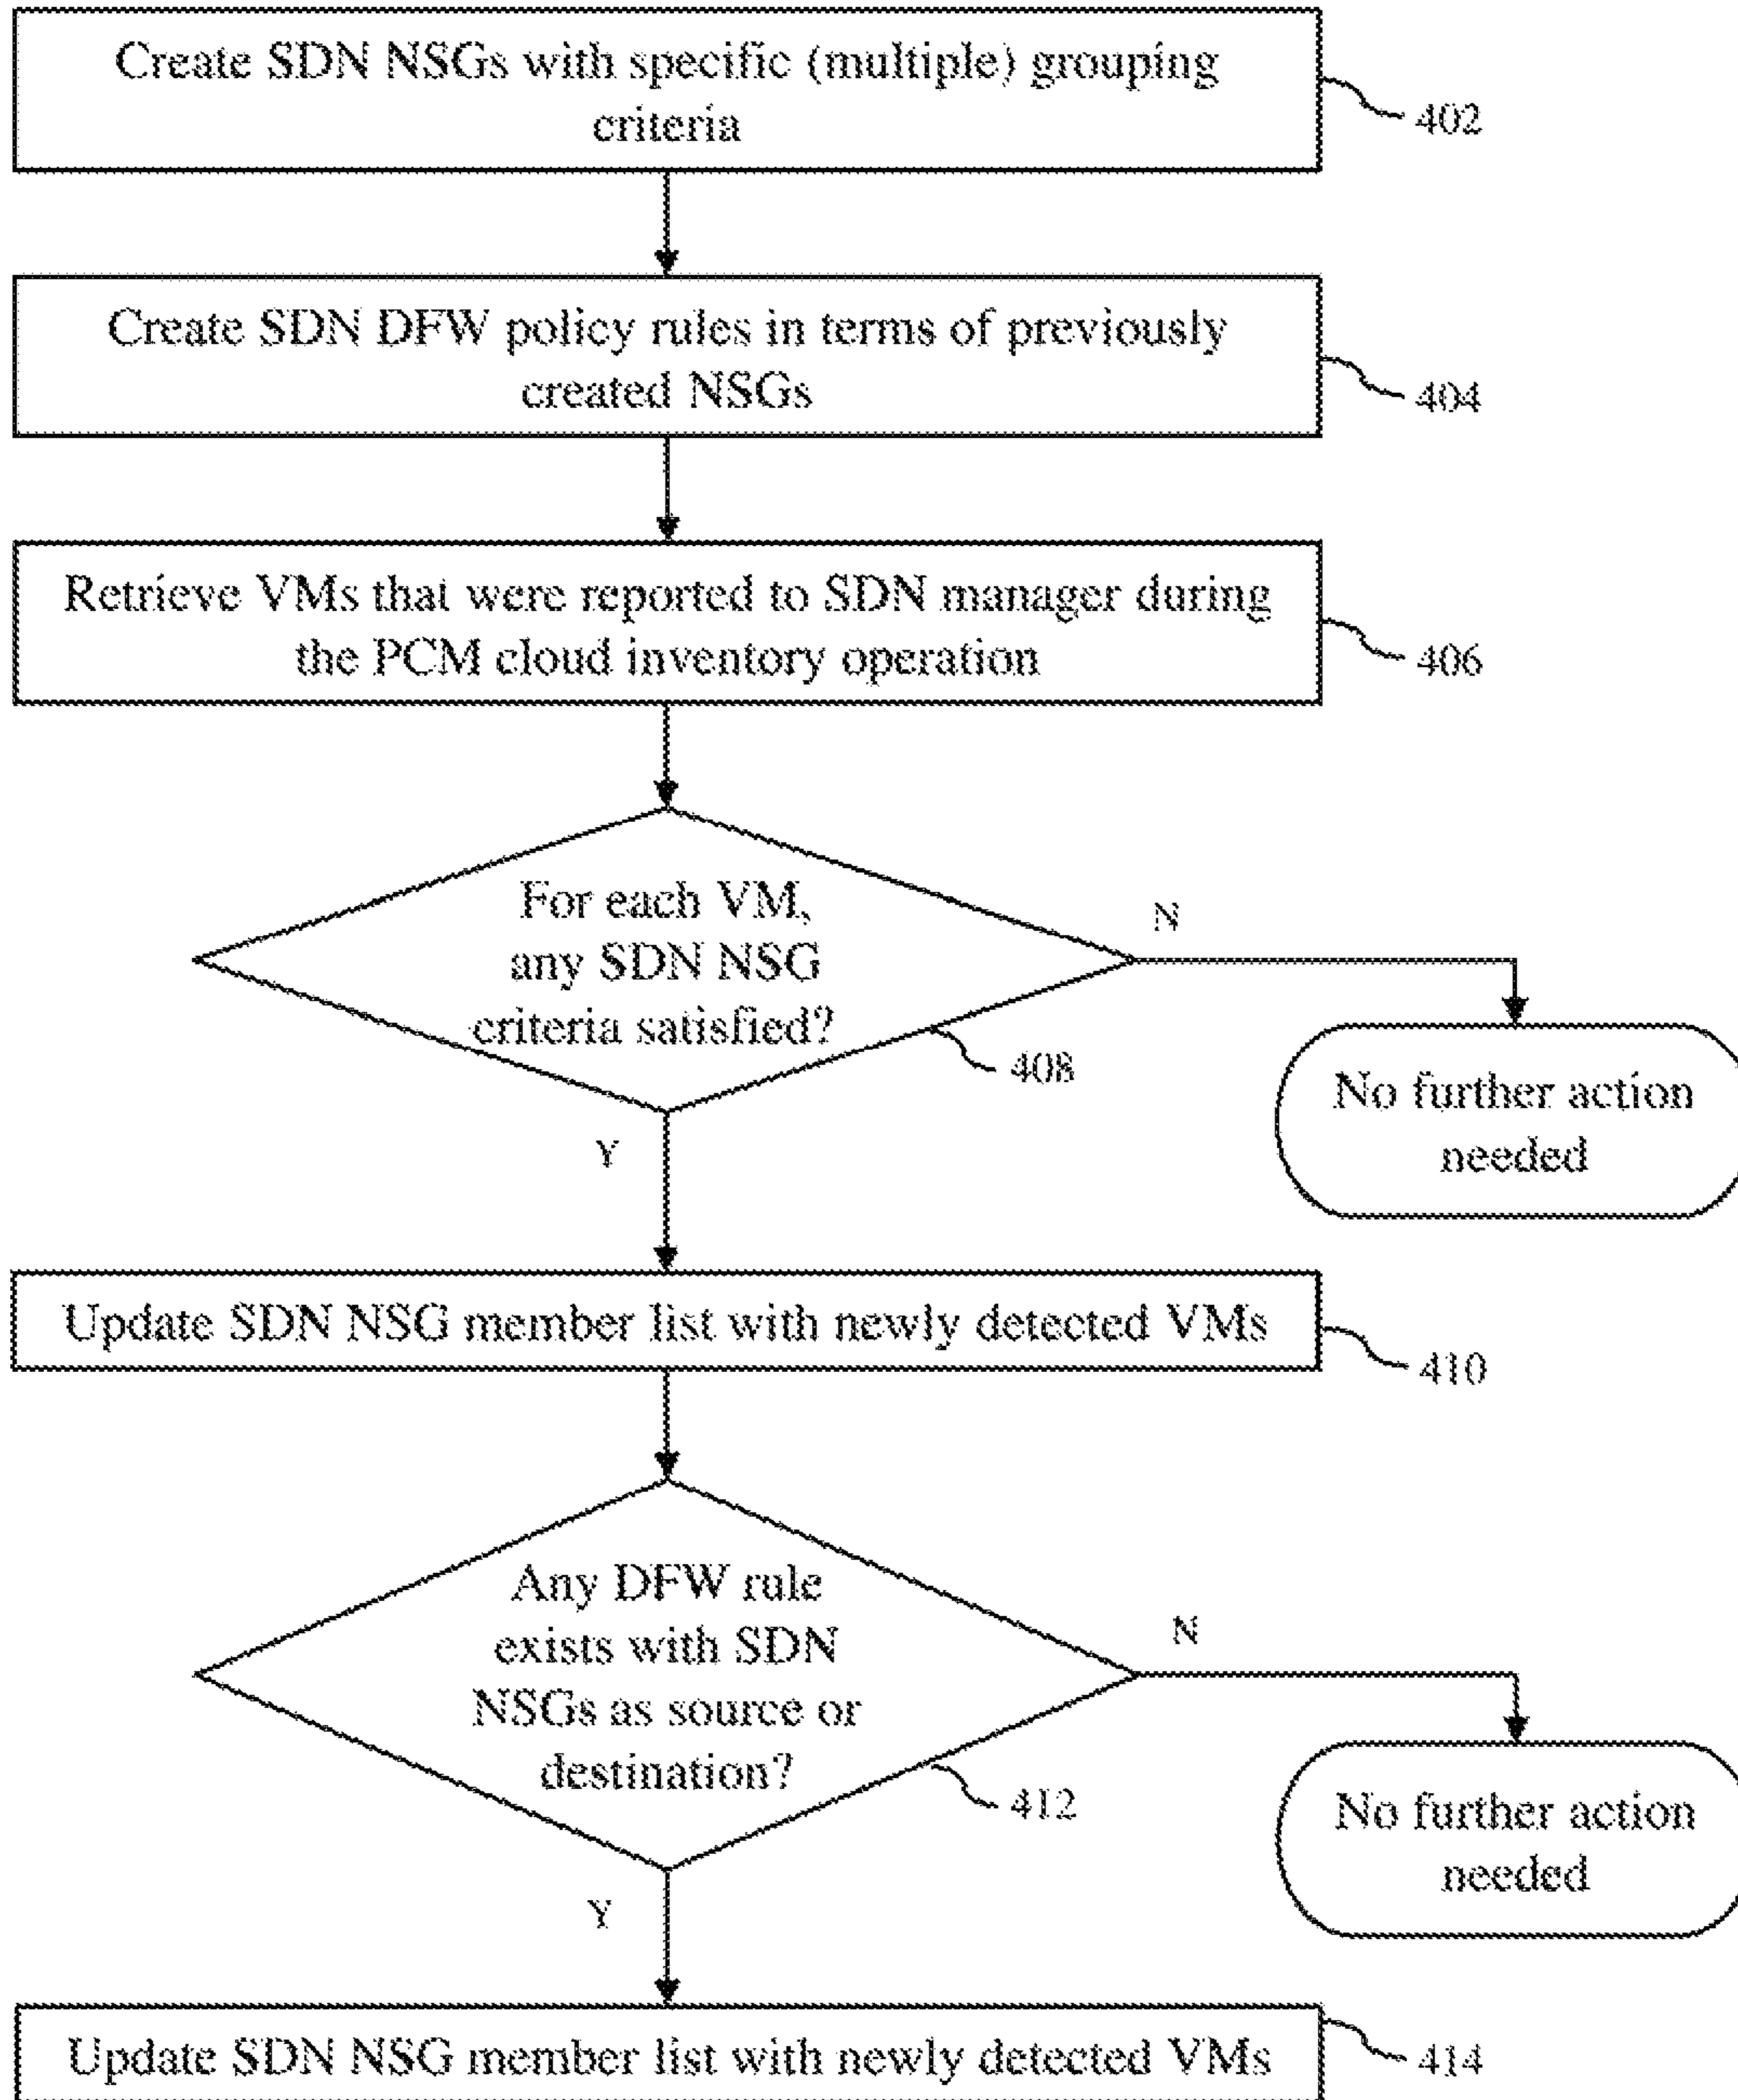 Create SDN NSGs with specific (multiple) grouping
criteria
402
Create SDN DFW policy rules in terms of previously
created NSGs
404
Retrieve VMs that were reported to SDN manager during
the PCM cloud inventory operation
406
For each VM,
any SDN NSG
criteria satisfied?
408
N
No further action
needed
Y
Update SDN NSG member list with newly detected VMs
410
Any DFW rule
exists with SDN
NSGs as source or
destination?
412
N
No further action
needed
Y
Update SDN NSG member list with newly detected VMs
414